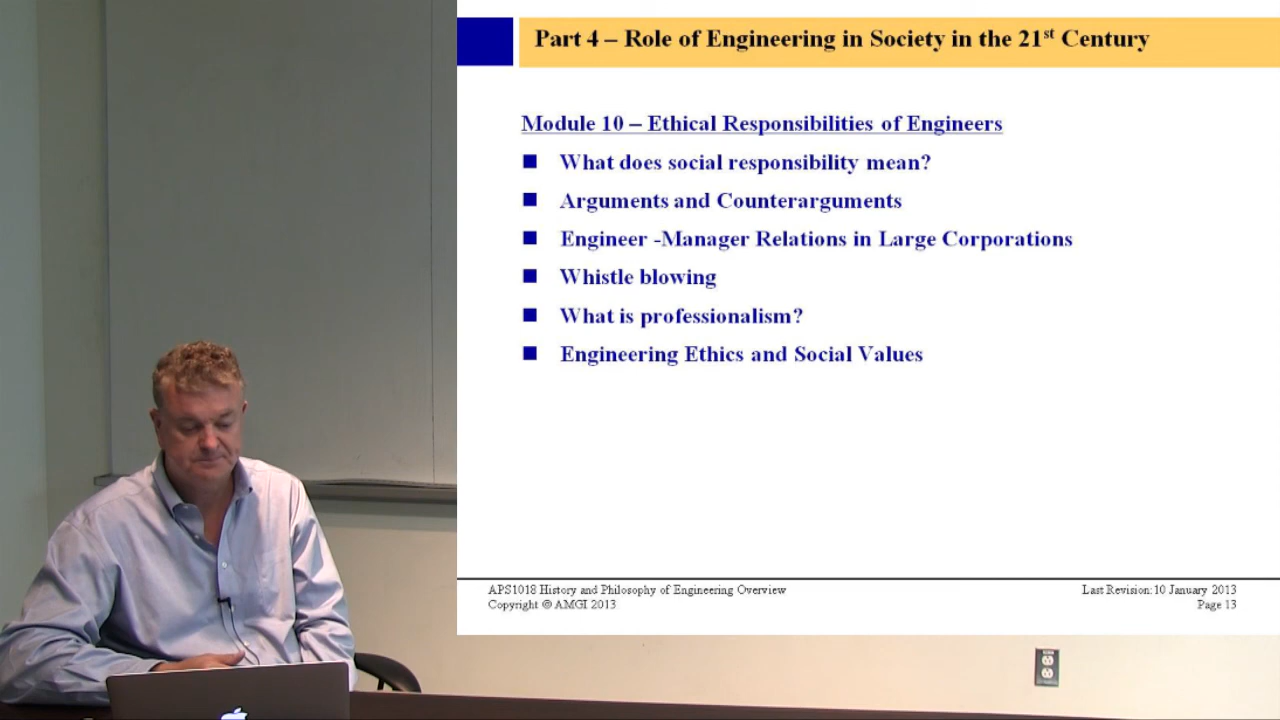 Part 4 – Role of Engineering in Society in the 21st Century
Module 10 – Ethical Responsibilities of Engineers
What does social responsibility mean?
Arguments and Counterarguments
Engineer -Manager Relations in Large Corporations
Whistle blowing
What is professionalism?
Engineering Ethics and Social Values
APS1018 History and Philosophy of Engineering Overview
Copyright © AMGI 2013
Last Revision: 10 January 2013
Page 13